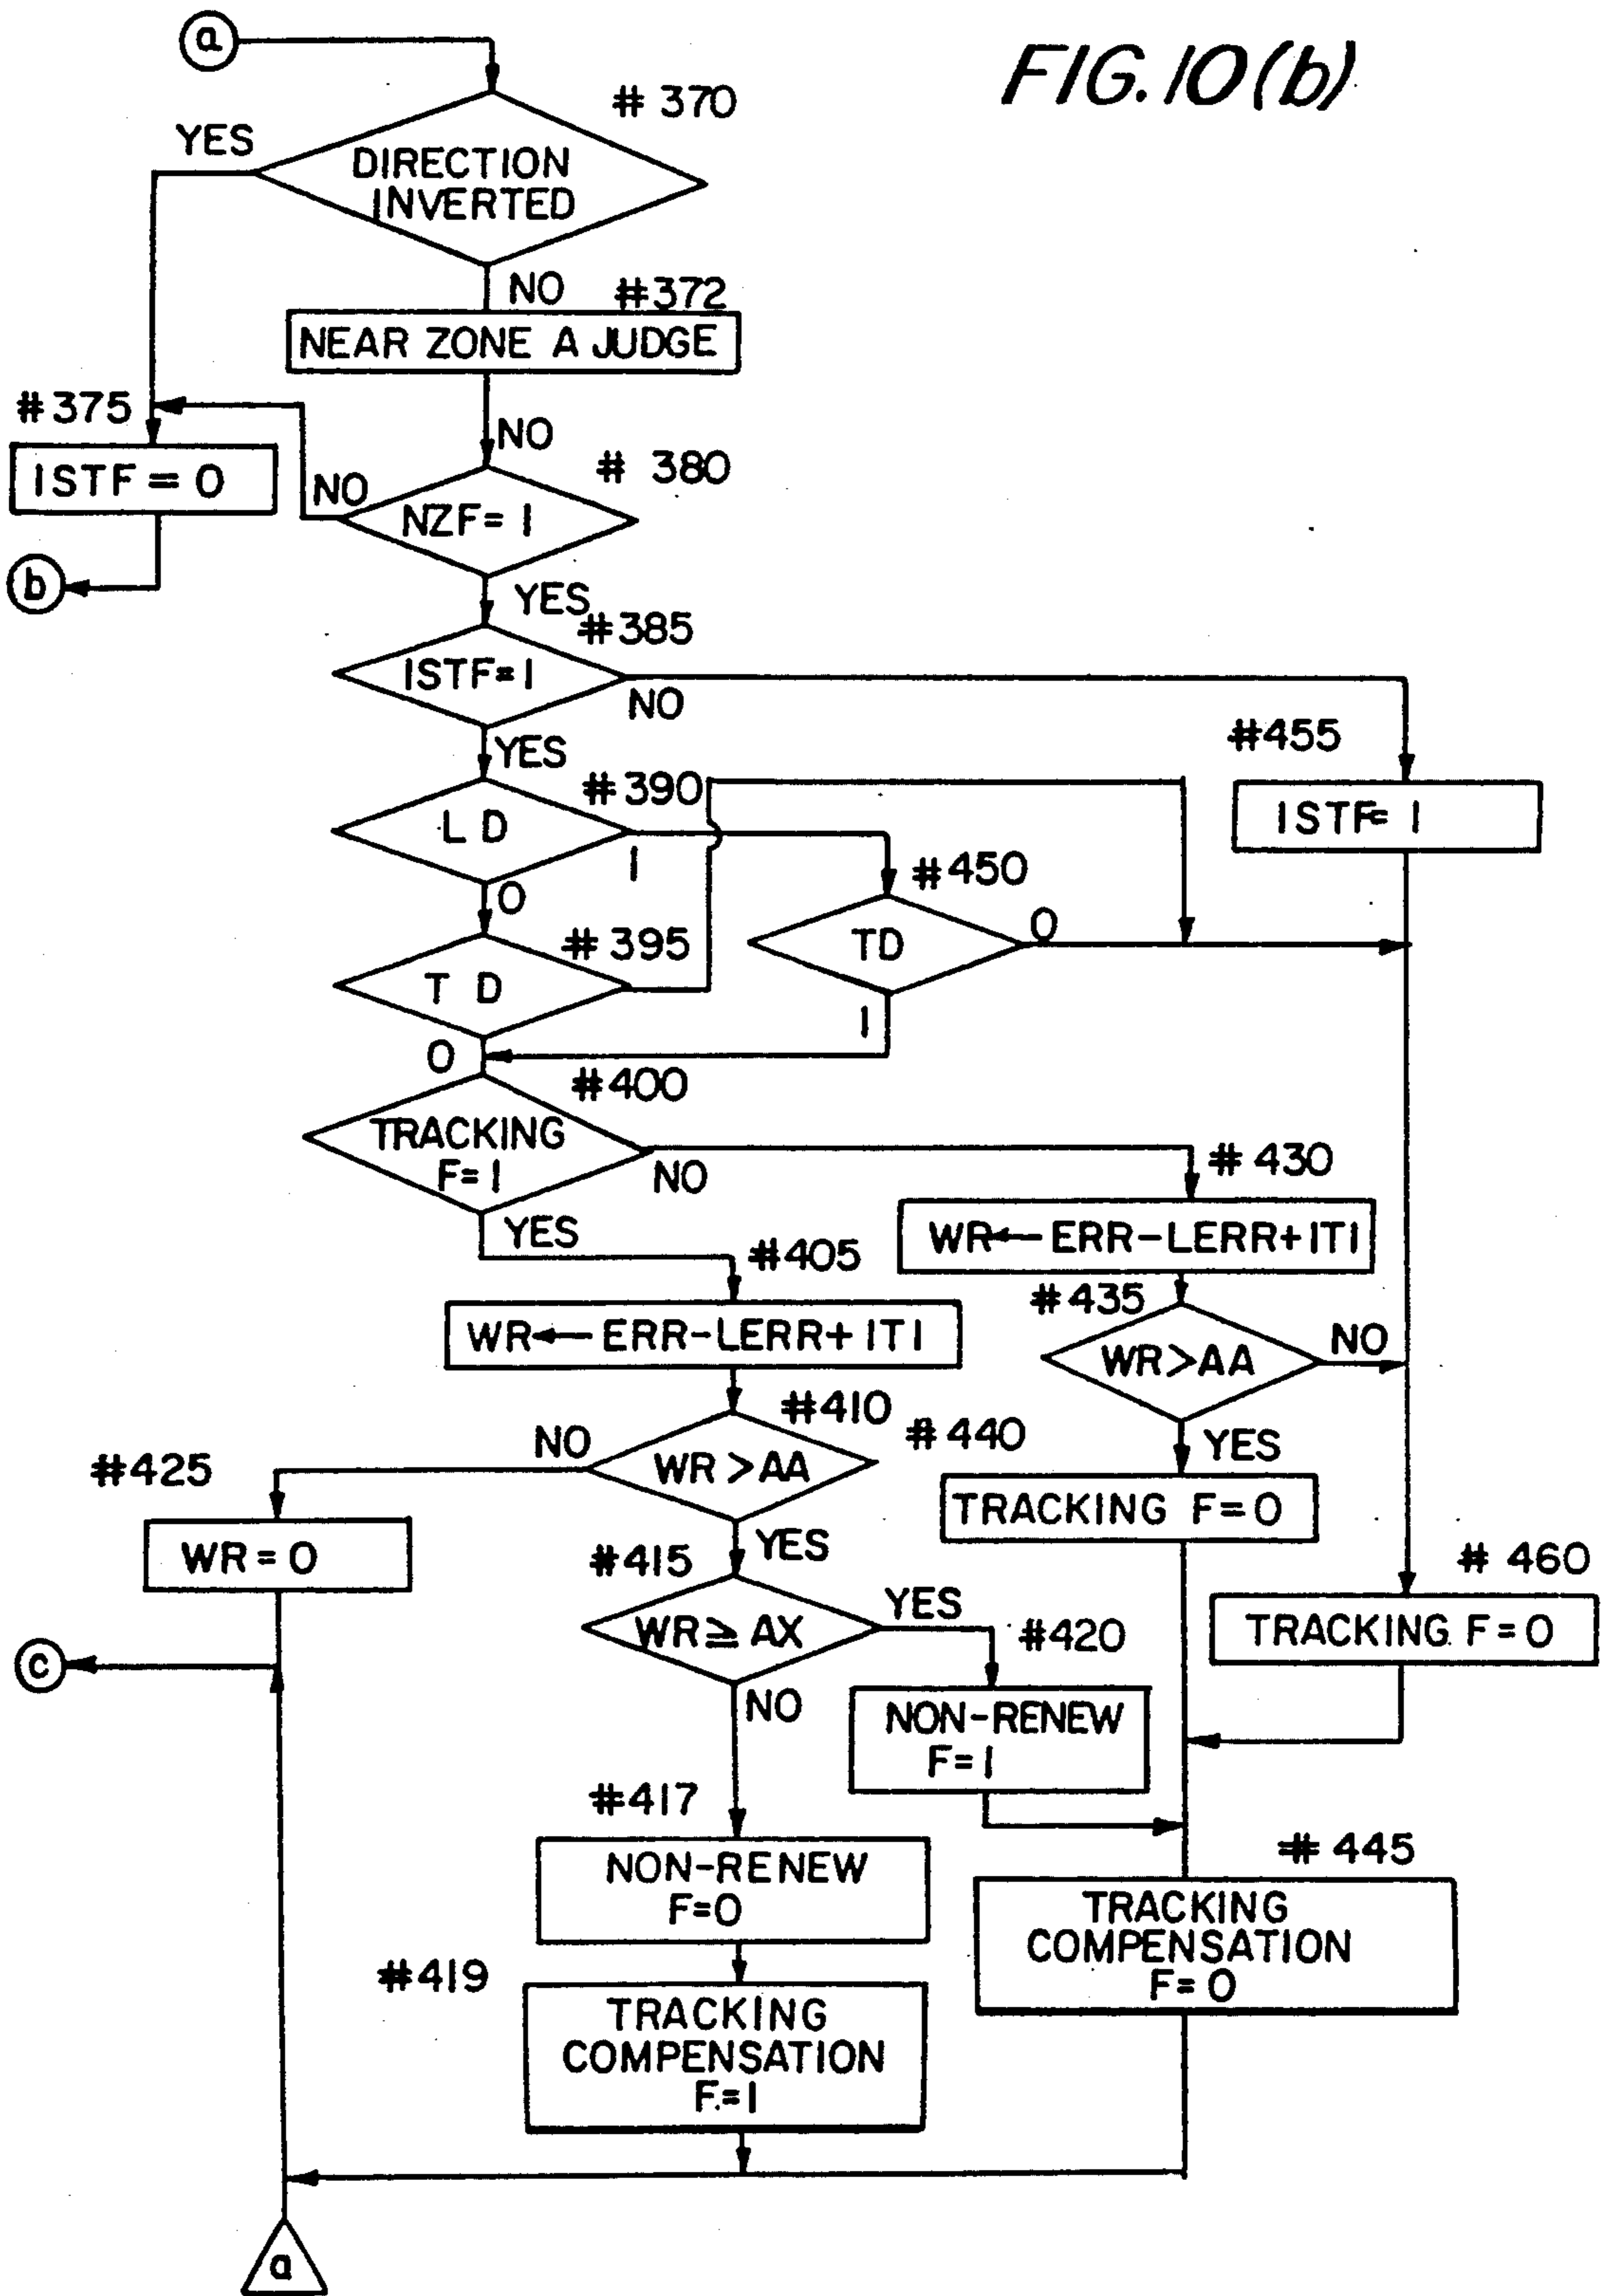 FIG. 10(b)
a
# 370
YES
DIRECTION
INVERTED
NO
#372
NEAR ZONE A JUDGE
#375
NO
ISTF = 0
NO
# 380
NZF = 1
b
YES
#385
ISTF=1
NO
YES
#455
#390
ISTF= 1
L D
1
#450
0
TD
0
#395
T D
1
0
#400
TRACKING
F=1
NO
# 430
YES
WR←ERR-LERR+ITI
#405
#435
WR←ERR-LERR+ITI
WR>AA
NO
#410
NO
#440
YES
WR >AA
#425
TRACKING F=0
WR = 0
YES
#415
# 460
YES
WR≧AX
#420
TRACKING F=0
c
NO
NON-RENEW
F=1
#417
NON-RENEW
F=0
# 445
TRACKING
COMPENSATION
F=0
#419
TRACKING
COMPENSATION
F.=1
a